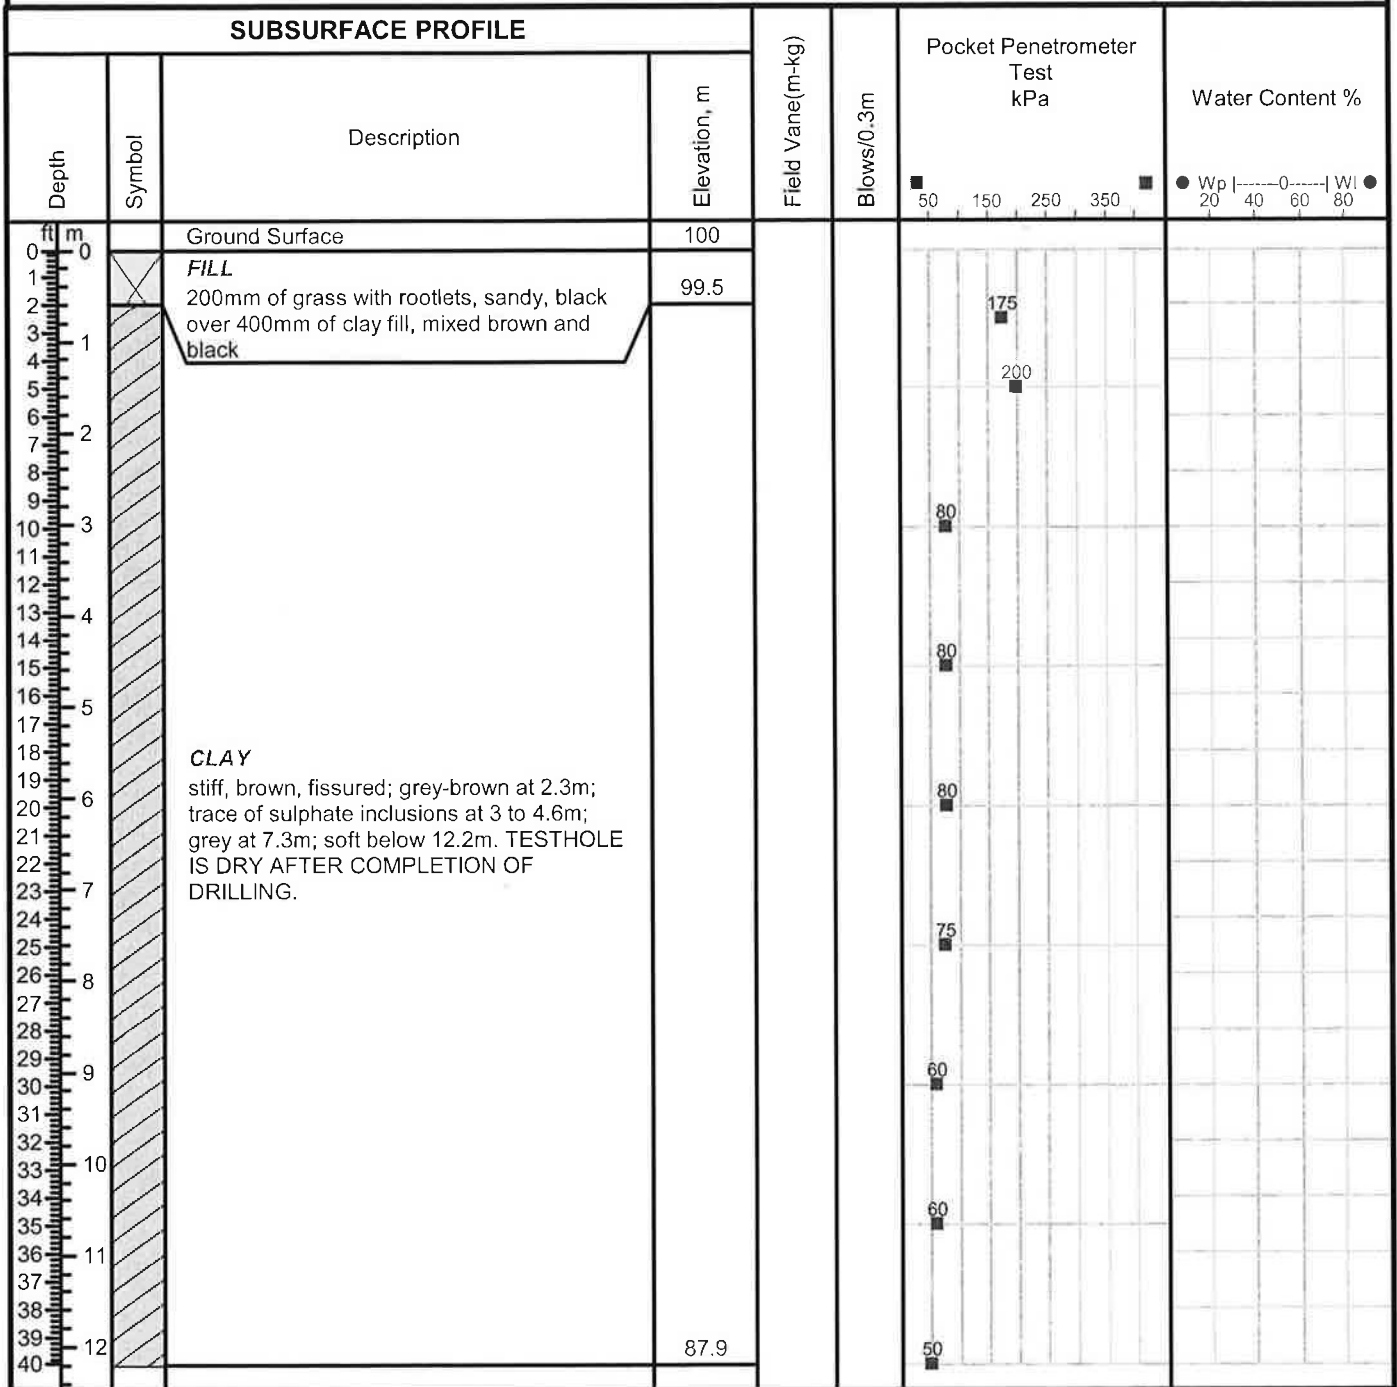 SUBSURFACE PROFILE
Depth
Symbol
Description
Elevation, m
Field Vane(m-kg)
Blows/0.3m
Pocket Penetrometer
Test
kPa
50 150 250 350
Water Content %
Wp |-------0------| Wl
20 40 60 80
ft m
Ground Surface
100
FILL
200mm of grass with rootlets, sandy, black
over 400mm of clay fill, mixed brown and
black
99.5
CLAY
stiff, brown, fissured; grey-brown at 2.3m;
trace of sulphate inclusions at 3 to 4.6m;
grey at 7.3m; soft below 12.2m. TESTHOLE
IS DRY AFTER COMPLETION OF
DRILLING.
87.9
0
1
2
3
4
5
6
7
8
9
10
11
12
13
14
15
16
17
18
19
20
21
22
23
24
25
26
27
28
29
30
31
32
33
34
35
36
37
38
39
40
0
1
2
3
4
5
6
7
8
9
10
11
12
175
200
80
80
80
75
60
60
50